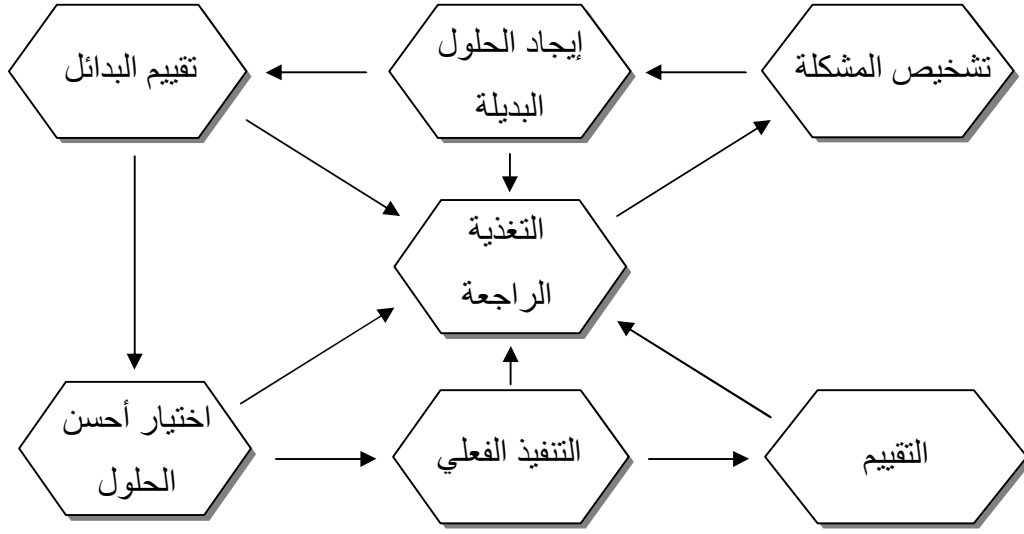 تشخيص المشكلة
إيجاد الحلول
البديلة
تقييم البدائل
التغذية
الراجعة
اختيار أحسن
الحلول
التنفيذ الفعلي
التقييم